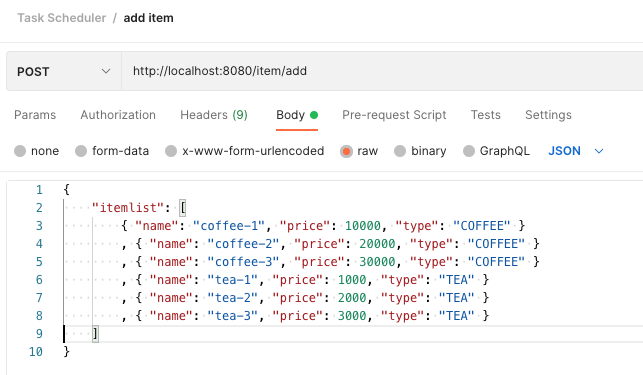 Task Scheduler / add item
POST http://localhost:8080/item/add
Params Authorization Headers (9) Body Pre-request Script Tests Settings
none form-data x-www-form-urlencoded raw binary GraphQL JSON
1 {
2 "itemlist": [
3 { "name": "coffee-1", "price": 10000, "type": "COFFEE" }
4 , { "name": "coffee-2", "price": 20000, "type": "COFFEE" }
5 , { "name": "coffee-3", "price": 30000, "type": "COFFEE" }
6 , { "name": "tea-1", "price": 1000, "type": "TEA" }
7 , { "name": "tea-2", "price": 2000, "type": "TEA" }
8 , { "name": "tea-3", "price": 3000, "type": "TEA" }
9 ]
10 }